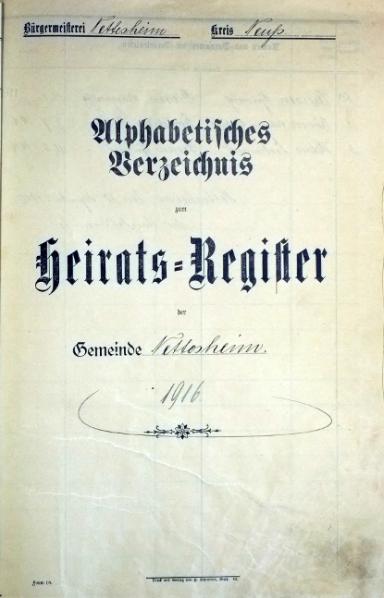 Bürgermeisterei Nettesheim Kreis Neuß
Alphabetisches
Verzeichnis
zum
Heirats=Register
der
Gemeinde Nettesheim.
1916.